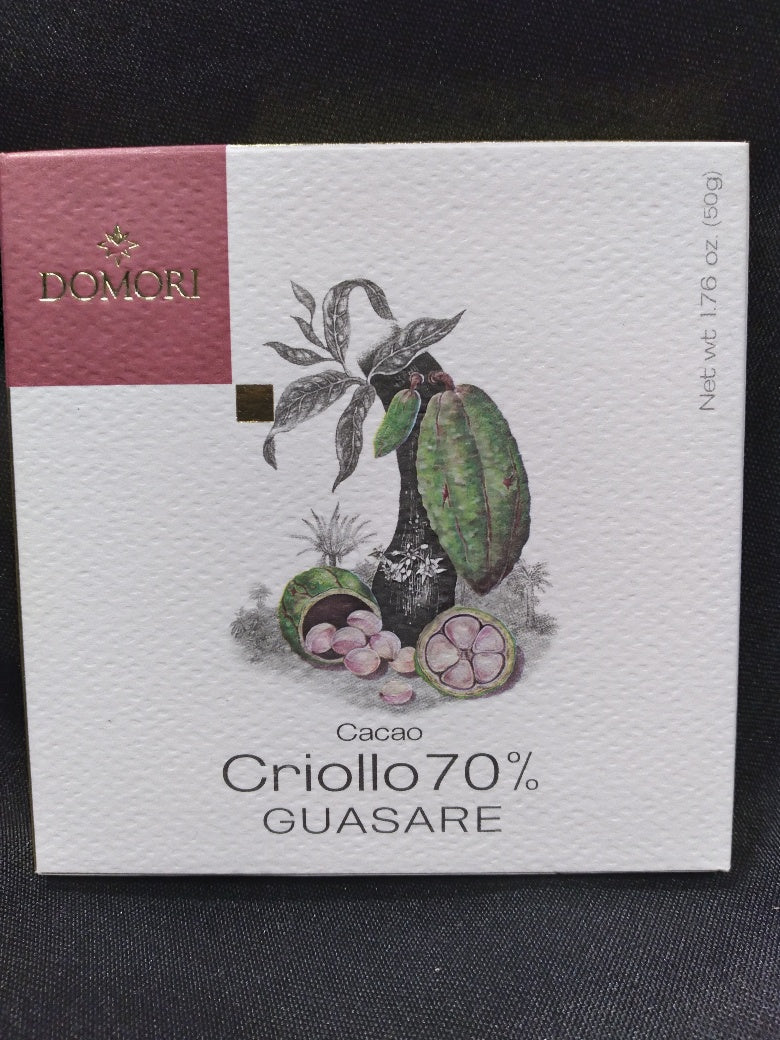 DOMORI
Net wt 1.76 oz. (50g)
Cacao
Criollo 70%
GUASARE